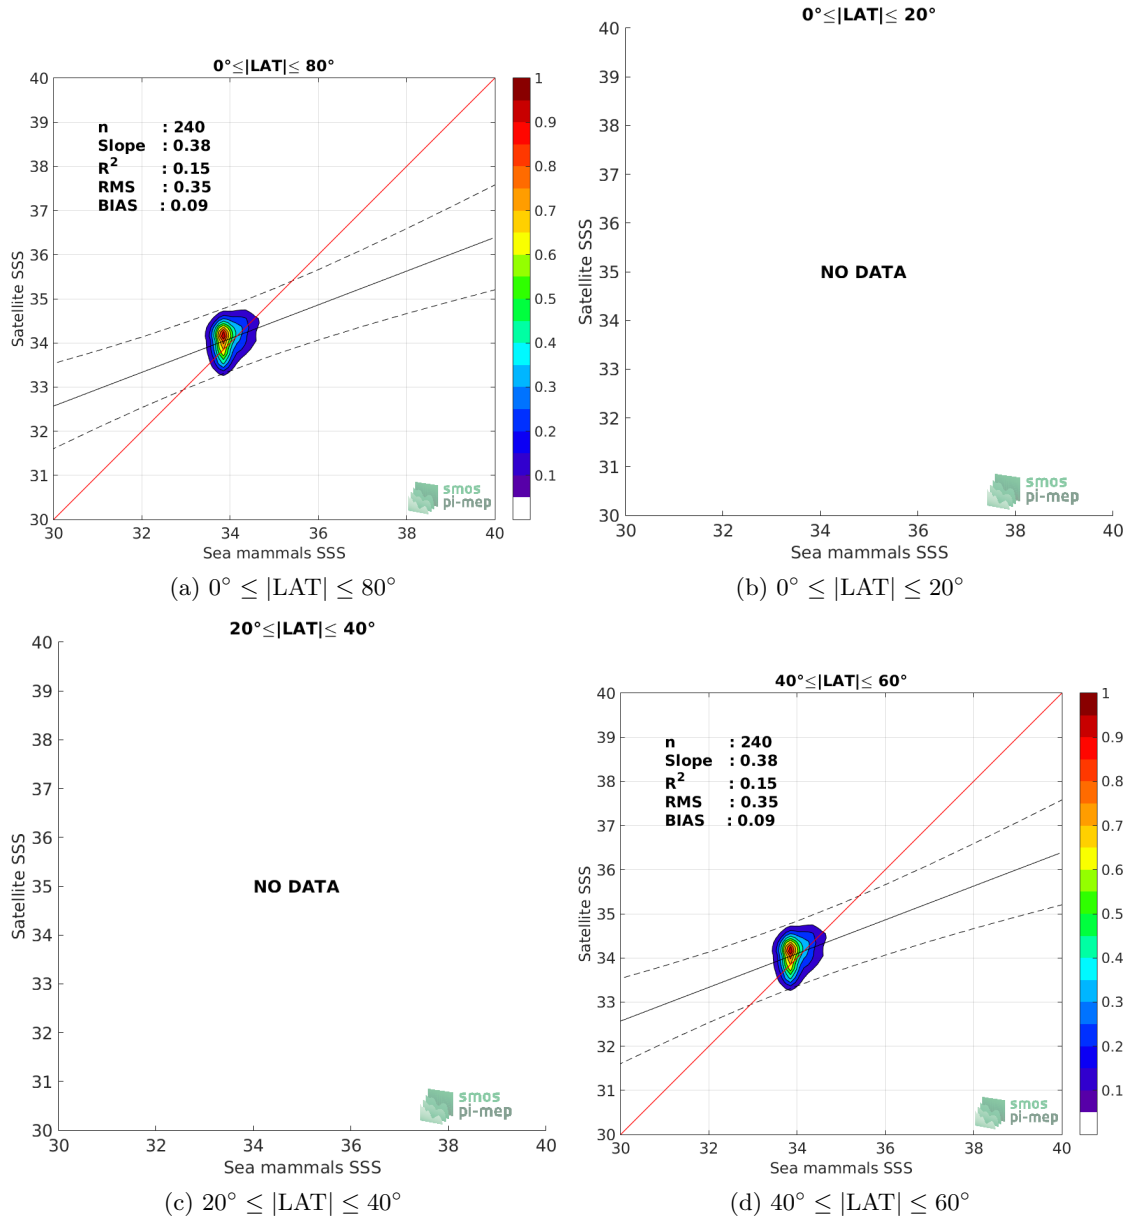 0°≤|LAT|≤ 80°
40
39
38
37
36
35
34
33
32
31
30
Satellite SSS
n : 240
Slope : 0.38
R² : 0.15
RMS : 0.35
BIAS : 0.09
30 32 34 36 38 40
Sea mammals SSS
smos
pi-mep
1
0.9
0.8
0.7
0.6
0.5
0.4
0.3
0.2
0.1
(a) 0° ≤ |LAT| ≤ 80°
0°≤|LAT|≤ 20°
40
39
38
37
36
35
34
33
32
31
30
Satellite SSS
NO DATA
smos
pi-mep
30 32 34 36 38 40
Sea mammals SSS
(b) 0° ≤ |LAT| ≤ 20°
20°≤|LAT|≤ 40°
40
39
38
37
36
35
34
33
32
31
30
Satellite SSS
NO DATA
smos
pi-mep
30 32 34 36 38 40
Sea mammals SSS
(c) 20° ≤ |LAT| ≤ 40°
40°≤|LAT|≤ 60°
40
39
38
37
36
35
34
33
32
31
30
Satellite SSS
n : 240
Slope : 0.38
R² : 0.15
RMS : 0.35
BIAS : 0.09
30 32 34 36 38 40
Sea mammals SSS
smos
pi-mep
1
0.9
0.8
0.7
0.6
0.5
0.4
0.3
0.2
0.1
(d) 40° ≤ |LAT| ≤ 60°